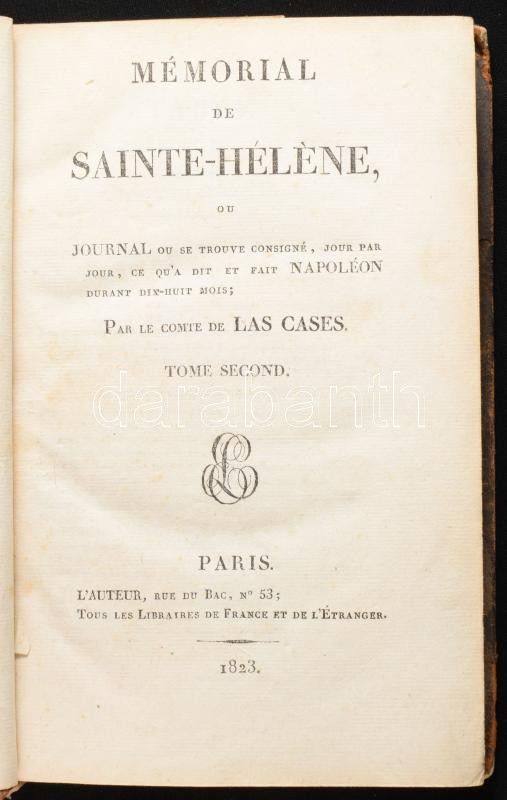 MÉMORIAL
DE
SAINTE-HÉLÈNE,
OU
JOURNAL OU SE TROUVE CONSIGNÉ, JOUR PAR
JOUR, CE QU'A DIT ET FAIT NAPOLÉON
DURANT DIX-HUIT MOIS;
PAR LE COMTE DE LAS CASES.
TOME SECOND.
darabanth
PARIS.
L'AUTEUR, RUE DU BAC, Nº 53;
TOUS LES LIBRAIRES DE FRANCE ET DE L'ÉTRANGER.
1823.